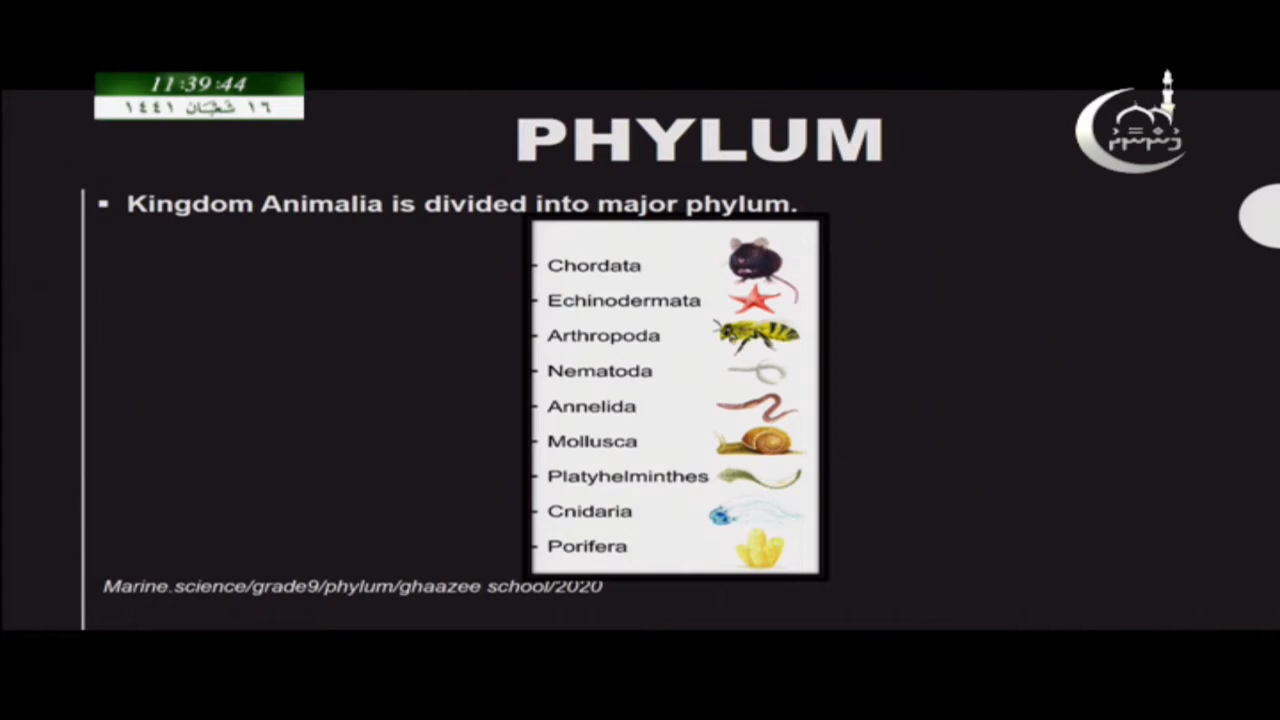 11:39:44
١٦ شَعْبَان ١٤٤١
PHYLUM
▪ Kingdom Animalia is divided into major phylum.
- Chordata
- Echinodermata
- Arthropoda
- Nematoda
- Annelida
- Mollusca
- Platyhelminthes
- Cnidaria
- Porifera
Marine.science/grade9/phylum/ghaazee school/2020